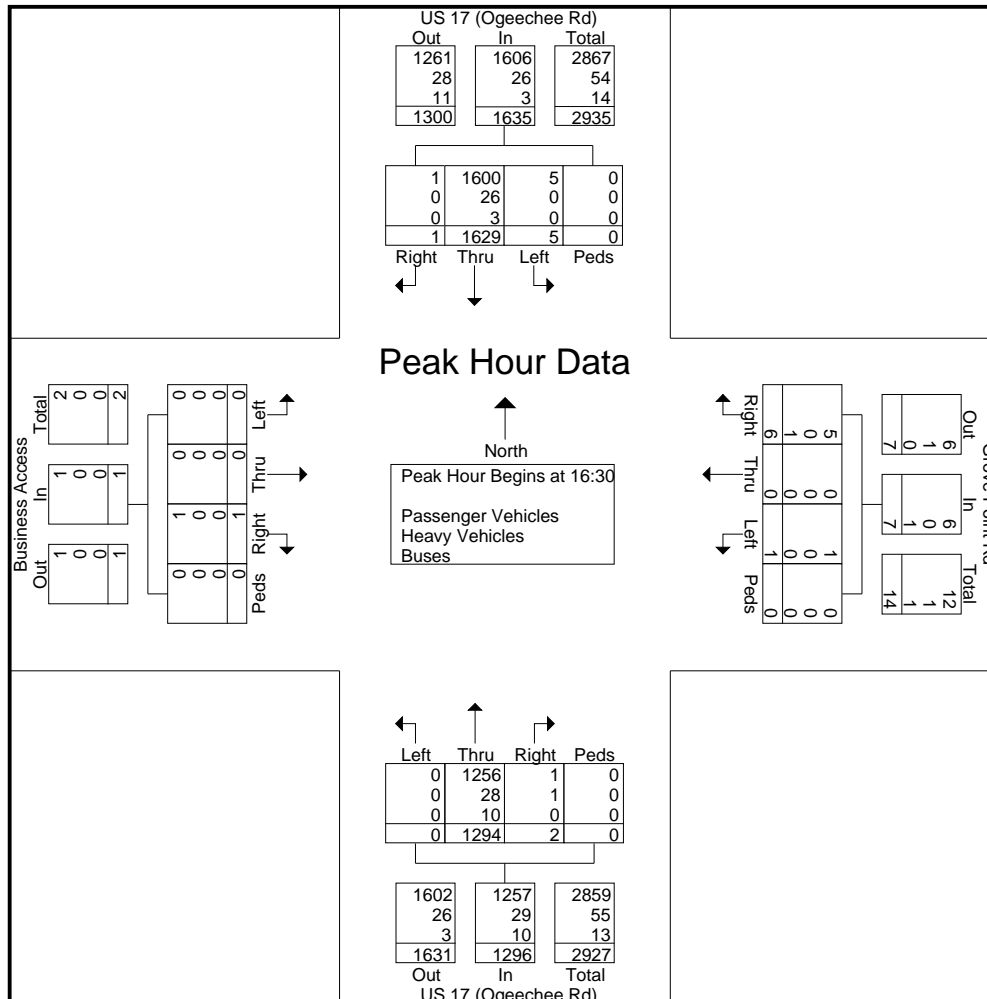 US 17 (Ogeechee Rd)
Out In Total
1261 1606 2867
28 26 54
11 3 14
1300 1635 2935
1 1600 5 0
0 26 0 0
0 3 0 0
1 1629 5 0
Right Thru Left Peds
Peak Hour Data
North
Peak Hour Begins at 16:30
Passenger Vehicles
Heavy Vehicles
Buses
Business Access
Out In Total
1 1 2
0 0 0
0 0 0
1 1 2
Left Thru Right Peds
0 0 1 0
0 0 0 0
0 0 0 0
0 0 1 0
Right Thru Left Peds
5 0 1 0
1 0 0 0
0 0 0 0
6 0 1 0
Out In Total
6 6 12
1 0 1
0 1 1
7 7 14
Rd
Left Thru Right Peds
0 1256 1 0
0 28 1 0
0 10 0 0
0 1294 2 0
1602 1257 2859
26 29 55
3 10 13
1631 1296 2927
Out In Total
US 17 (Ogeechee Rd)